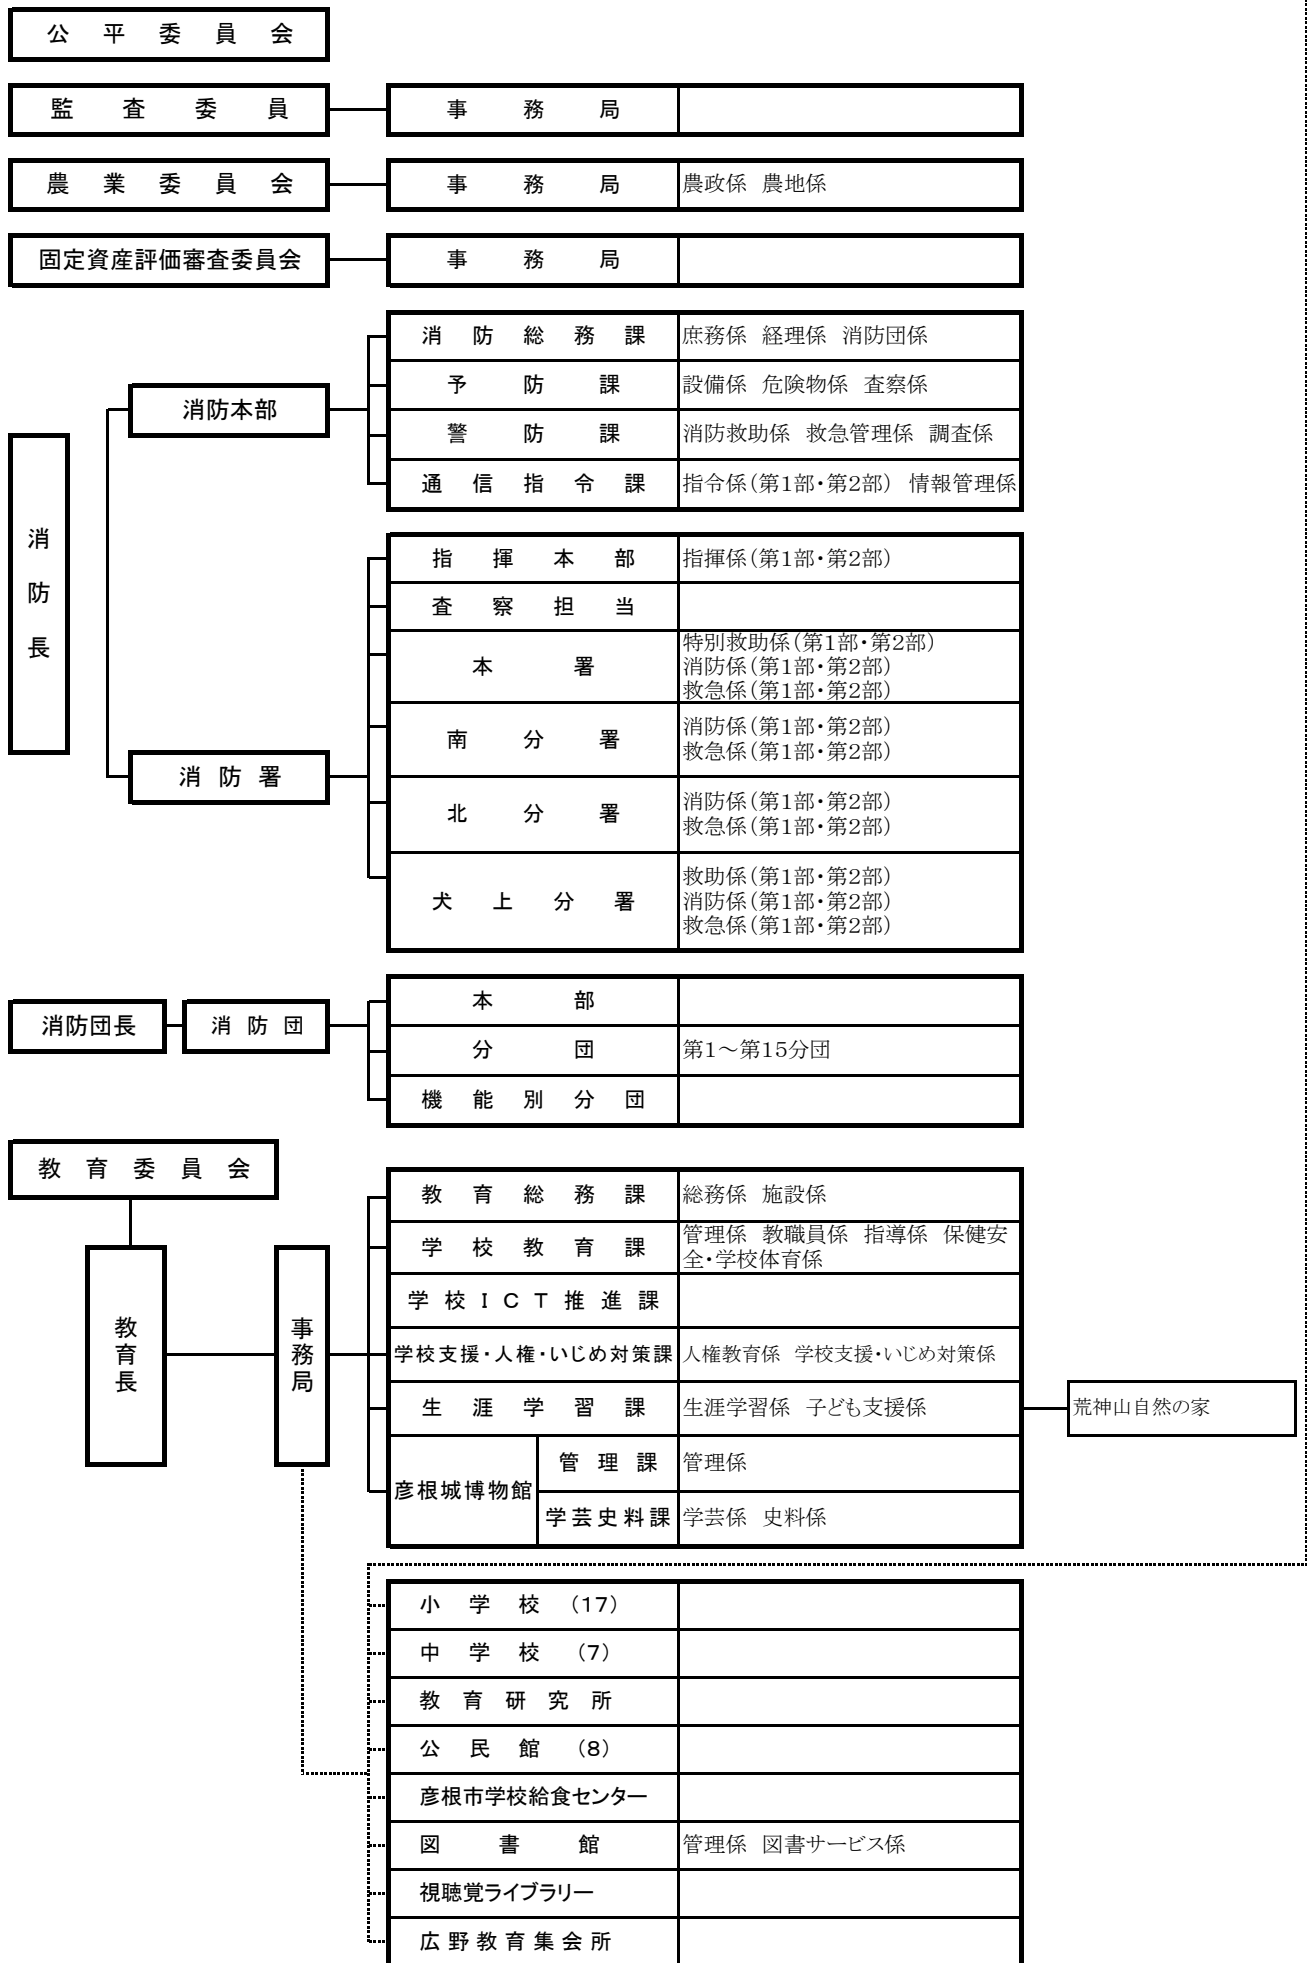 公平委員会
監査委員 事務局
農業委員会 事務局 農政係 農地係
固定資産評価審査委員会 事務局
消防長
消防本部
消防総務課 庶務係 経理係 消防団係
予防課 設備係 危険物係 査察係
警防課 消防救助係 救急管理係 調査係
通信指令課 指令係(第1部・第2部) 情報管理係
消防署
指揮本部 指揮係(第1部・第2部)
査察担当
本署 特別救助係(第1部・第2部)
消防係(第1部・第2部)
救急係(第1部・第2部)
南分署 消防係(第1部・第2部)
救急係(第1部・第2部)
北分署 消防係(第1部・第2部)
救急係(第1部・第2部)
犬上分署 救助係(第1部・第2部)
消防係(第1部・第2部)
救急係(第1部・第2部)
消防団長 消防団
本部
分団 第1~第15分団
機能別分団
教育委員会
教育長
事務局
教育総務課 総務係 施設係
学校教育課 管理係 教職員係 指導係 保健安
全・学校体育係
学校ICT推進課
学校支援・人権・いじめ対策課 人権教育係 学校支援・いじめ対策係
生涯学習課 生涯学習係 子ども支援係 荒神山自然の家
彦根城博物館
管理課 管理係
学芸史料課 学芸係 史料係
小学校(17)
中学校(7)
教育研究所
公民館(8)
彦根市学校給食センター
図書館 管理係 図書サービス係
視聴覚ライブラリー
広野教育集会所